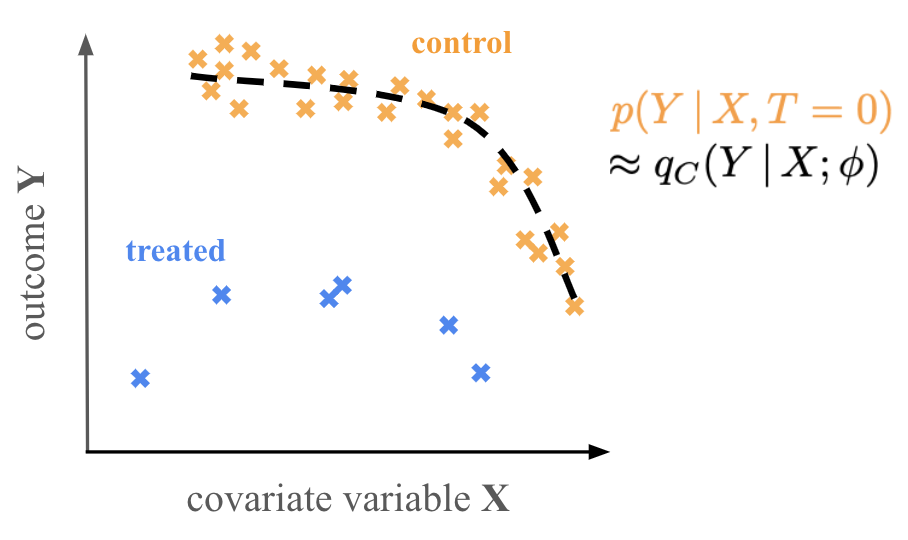 control
p(Y | X, T = 0)
≈ q_C(Y | X; ϕ)
treated
outcome Y
covariate variable X